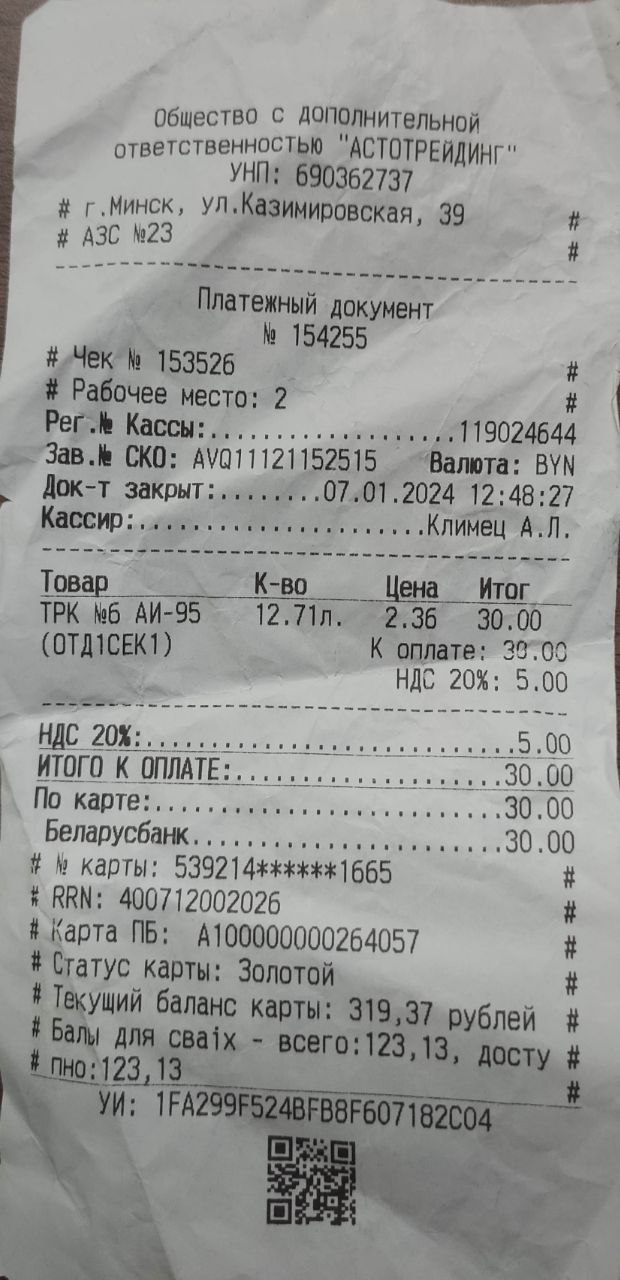 Общество с дополнительной
ответственностью "АСТОТРЕЙДИНГ"
УНП: 690362737
# г.Минск, ул.Казимировская, 39 #
# АЗС №23 #
Платежный документ
№ 154255
# Чек № 153526 #
# Рабочее место: 2 #
Рег.№ Кассы:....................119024644
Зав.№ СКО: AVQ11121152515 Валюта: BYN
Док-т закрыт:........07.01.2024 12:48:27
Кассир:.......................Климец А.Л.
Товар К-во Цена Итог
ТРК №6 АИ-95 12.71л. 2.36 30.00
(ОТД1СЕК1) К оплате: 30.00
НДС 20%: 5.00
НДС 20%:..............................5.00
ИТОГО К ОПЛАТЕ:......................30.00
По карте:............................30.00
Беларусбанк.........................30.00
# № карты: 539214******1665 #
# RRN: 400712002026 #
# Карта ПБ: А100000000264057 #
# Статус карты: Золотой #
# Текущий баланс карты: 319,37 рублей #
# Балы для сваiх - всего:123,13, досту #
# пно:123,13 #
УИ: 1FA299F524BFB8F607182C04